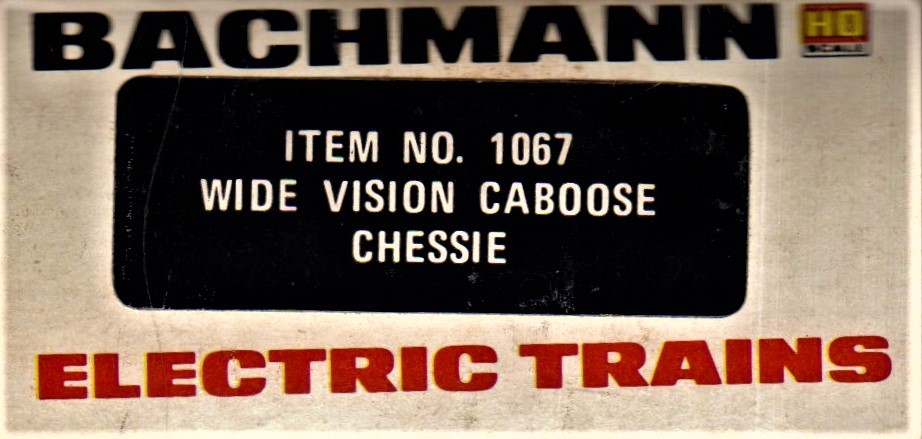 BACHMANN HO
SCALE
ITEM NO. 1067
WIDE VISION CABOOSE
CHESSIE
ELECTRIC TRAINS